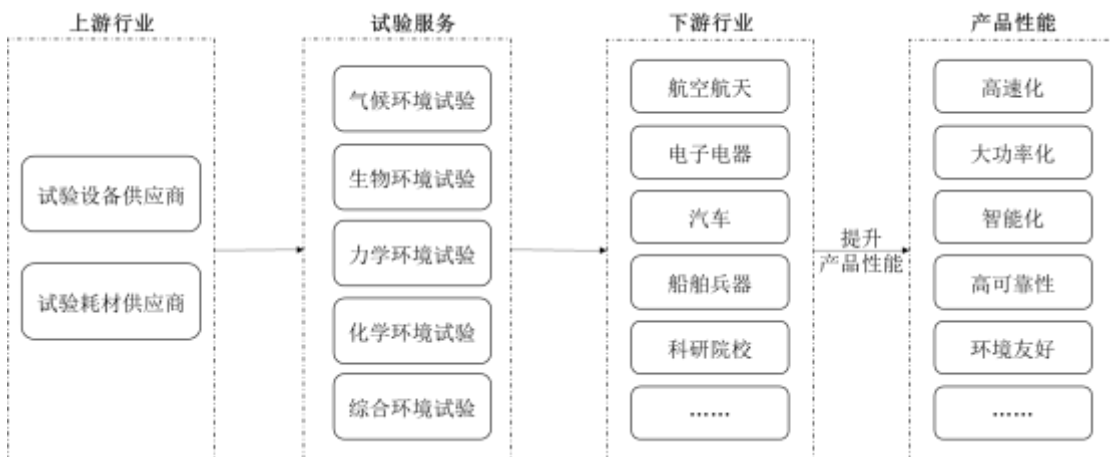 上游行业
试验设备供应商
试验耗材供应商
试验服务
气候环境试验
生物环境试验
力学环境试验
化学环境试验
综合环境试验
下游行业
航空航天
电子电器
汽车
船舶兵器
科研院校
……
提升
产品性能
产品性能
高速化
大功率化
智能化
高可靠性
环境友好
……